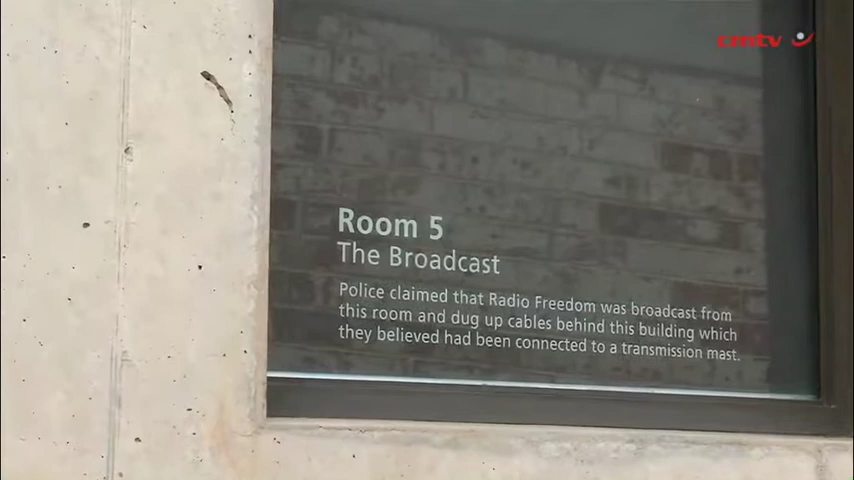 cmtv
Room 5
The Broadcast
Police claimed that Radio Freedom was broadcast from
this room and dug up cables behind this building which
they believed had been connected to a transmission mast.